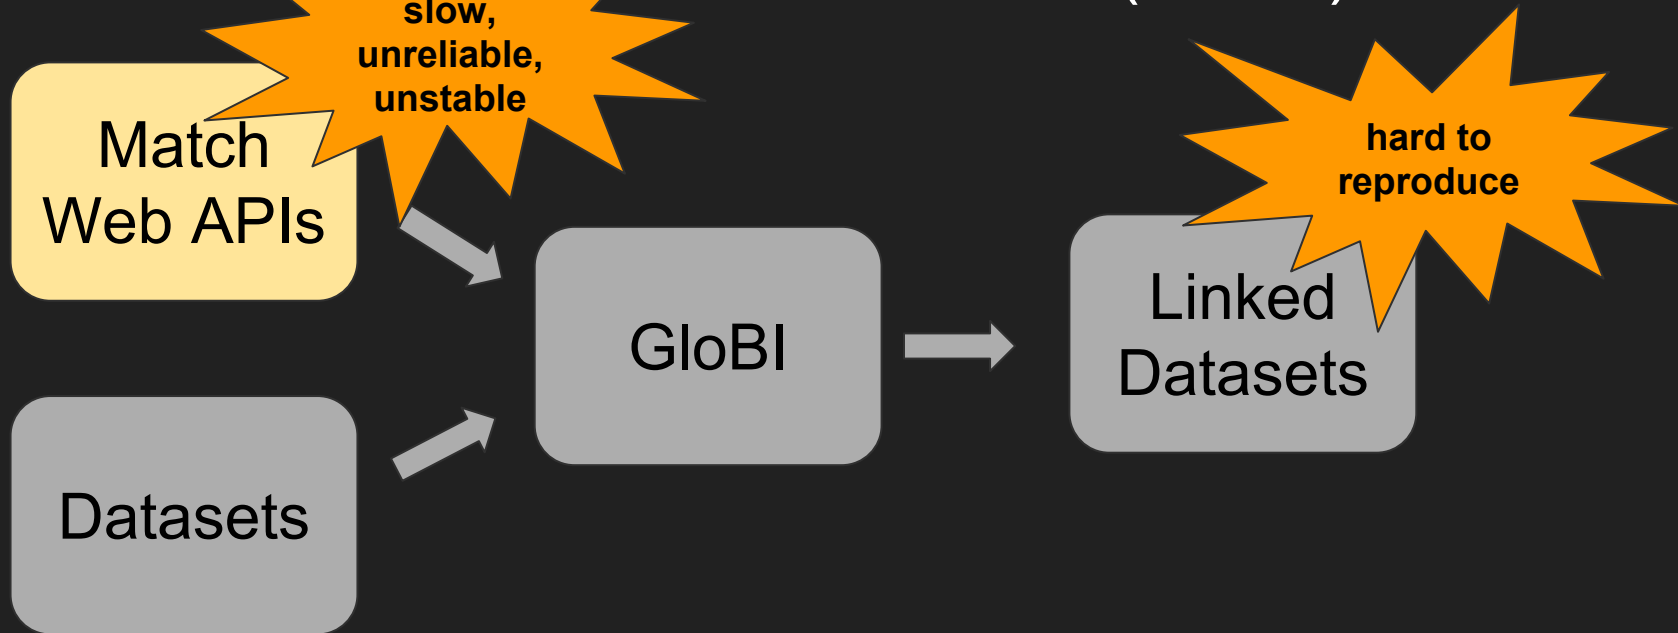 slow,
unreliable,
unstable
Match
Web APIs
hard to
reproduce
GloBI
Linked
Datasets
Datasets